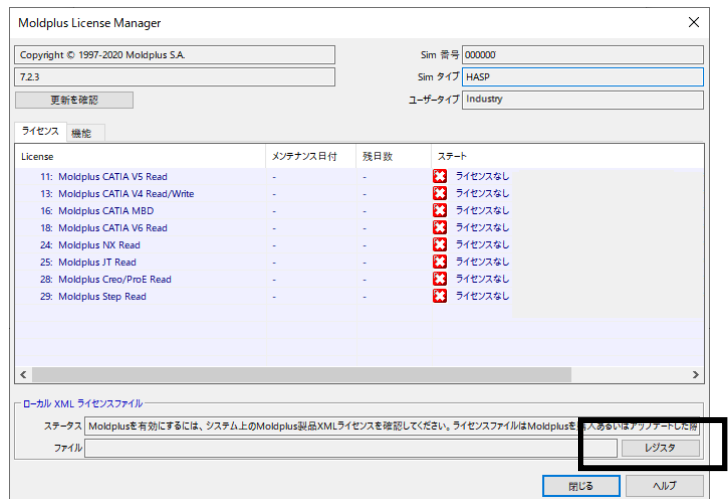 Moldplus License Manager
Copyright © 1997-2020 Moldplus S.A.
Sim 番号 000000
7.2.3
Sim タイプ HASP
更新を確認
ユーザータイプ Industry
ライセンス 機能
License メンテナンス日付 残日数 ステート
11: Moldplus CATIA V5 Read - - ライセンスなし
13: Moldplus CATIA V4 Read/Write - - ライセンスなし
16: Moldplus CATIA MBD - - ライセンスなし
18: Moldplus CATIA V6 Read - - ライセンスなし
24: Moldplus NX Read - - ライセンスなし
25: Moldplus JT Read - - ライセンスなし
28: Moldplus Creo/ProE Read - - ライセンスなし
29: Moldplus Step Read - - ライセンスなし
ローカル XML ライセンスファイル
ステータス Moldplusを有効にするには、システム上のMoldplus製品XMLライセンスを確認してください。ライセンスファイルはMoldplusを 入あるいはアップデートした
ファイル レジスタ
閉じる ヘルプ